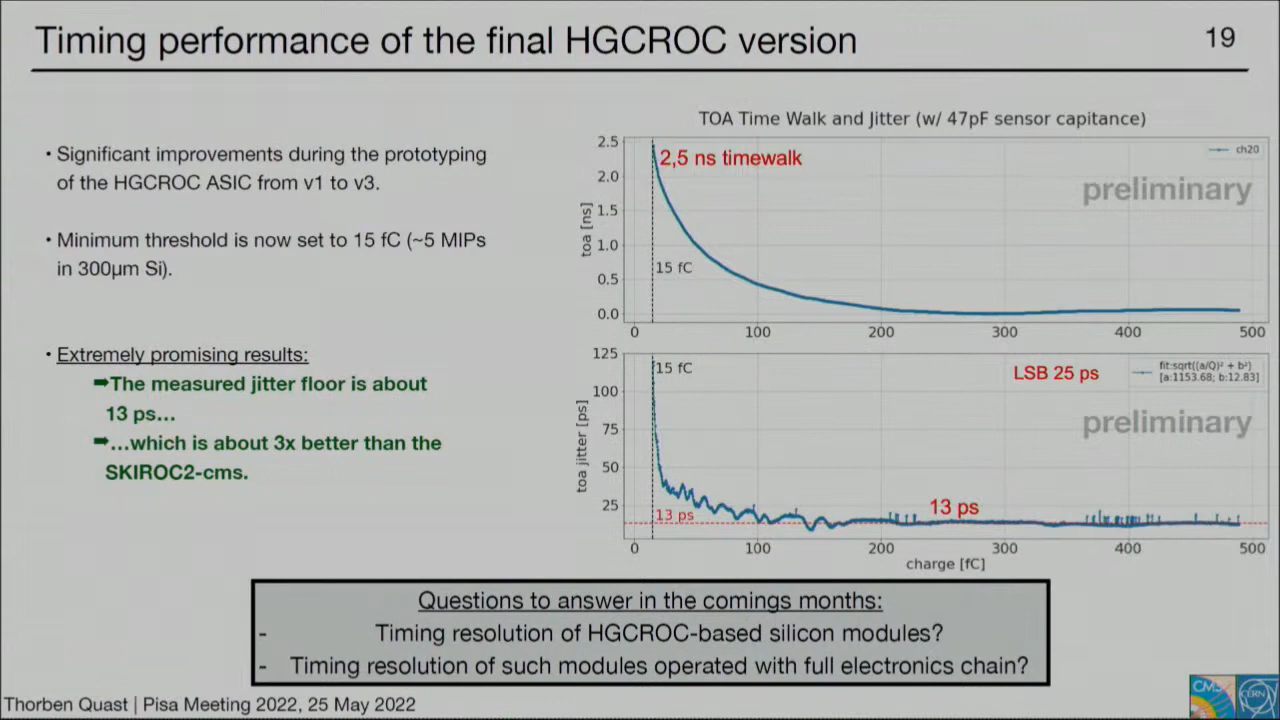 Timing performance of the final HGCROC version
19
• Significant improvements during the prototyping
of the HGCROC ASIC from v1 to v3.
• Minimum threshold is now set to 15 fC (~5 MIPs
in 300µm Si).
• Extremely promising results:
➡The measured jitter floor is about
13 ps...
➡...which is about 3x better than the
SKIROC2-cms.
TOA Time Walk and Jitter (w/ 47pF sensor capitance)
2.5
2.0
1.5
1.0
0.5
0.0
toa [ns]
2,5 ns timewalk
ch20
preliminary
15 fC
0 100 200 300 400 500
125
100
75
50
25
toa jitter [ps]
15 fC
LSB 25 ps
fit:sqrt((a/Q)² + b²)
[a:1153.68; b:12.83]
preliminary
13 ps
13 ps
0 100 200 300 400 500
charge [fC]
Questions to answer in the comings months:
- Timing resolution of HGCROC-based silicon modules?
- Timing resolution of such modules operated with full electronics chain?
Thorben Quast | Pisa Meeting 2022, 25 May 2022
CMS
CERN